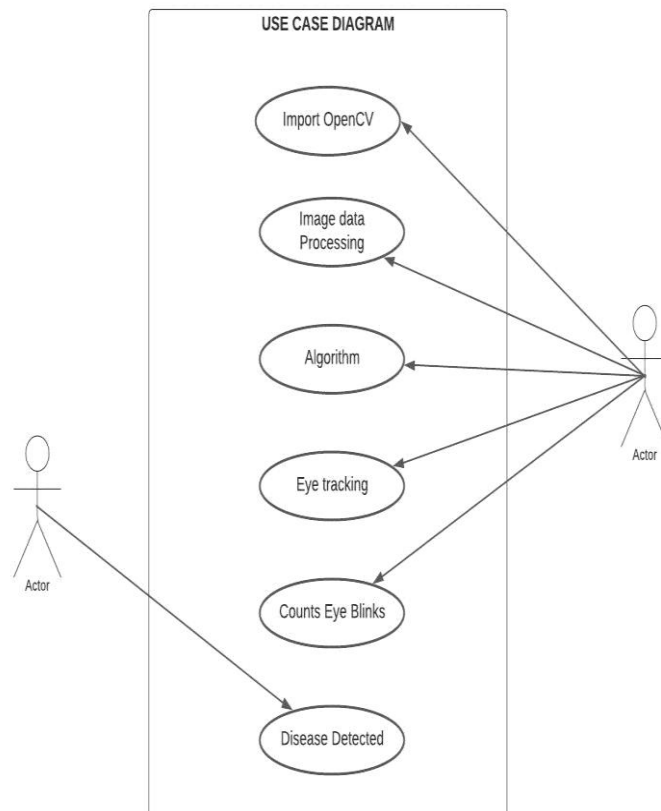 USE CASE DIAGRAM
Import OpenCV
Image data
Processing
Algorithm
Actor
Eye tracking
Actor
Counts Eye Blinks
Disease Detected